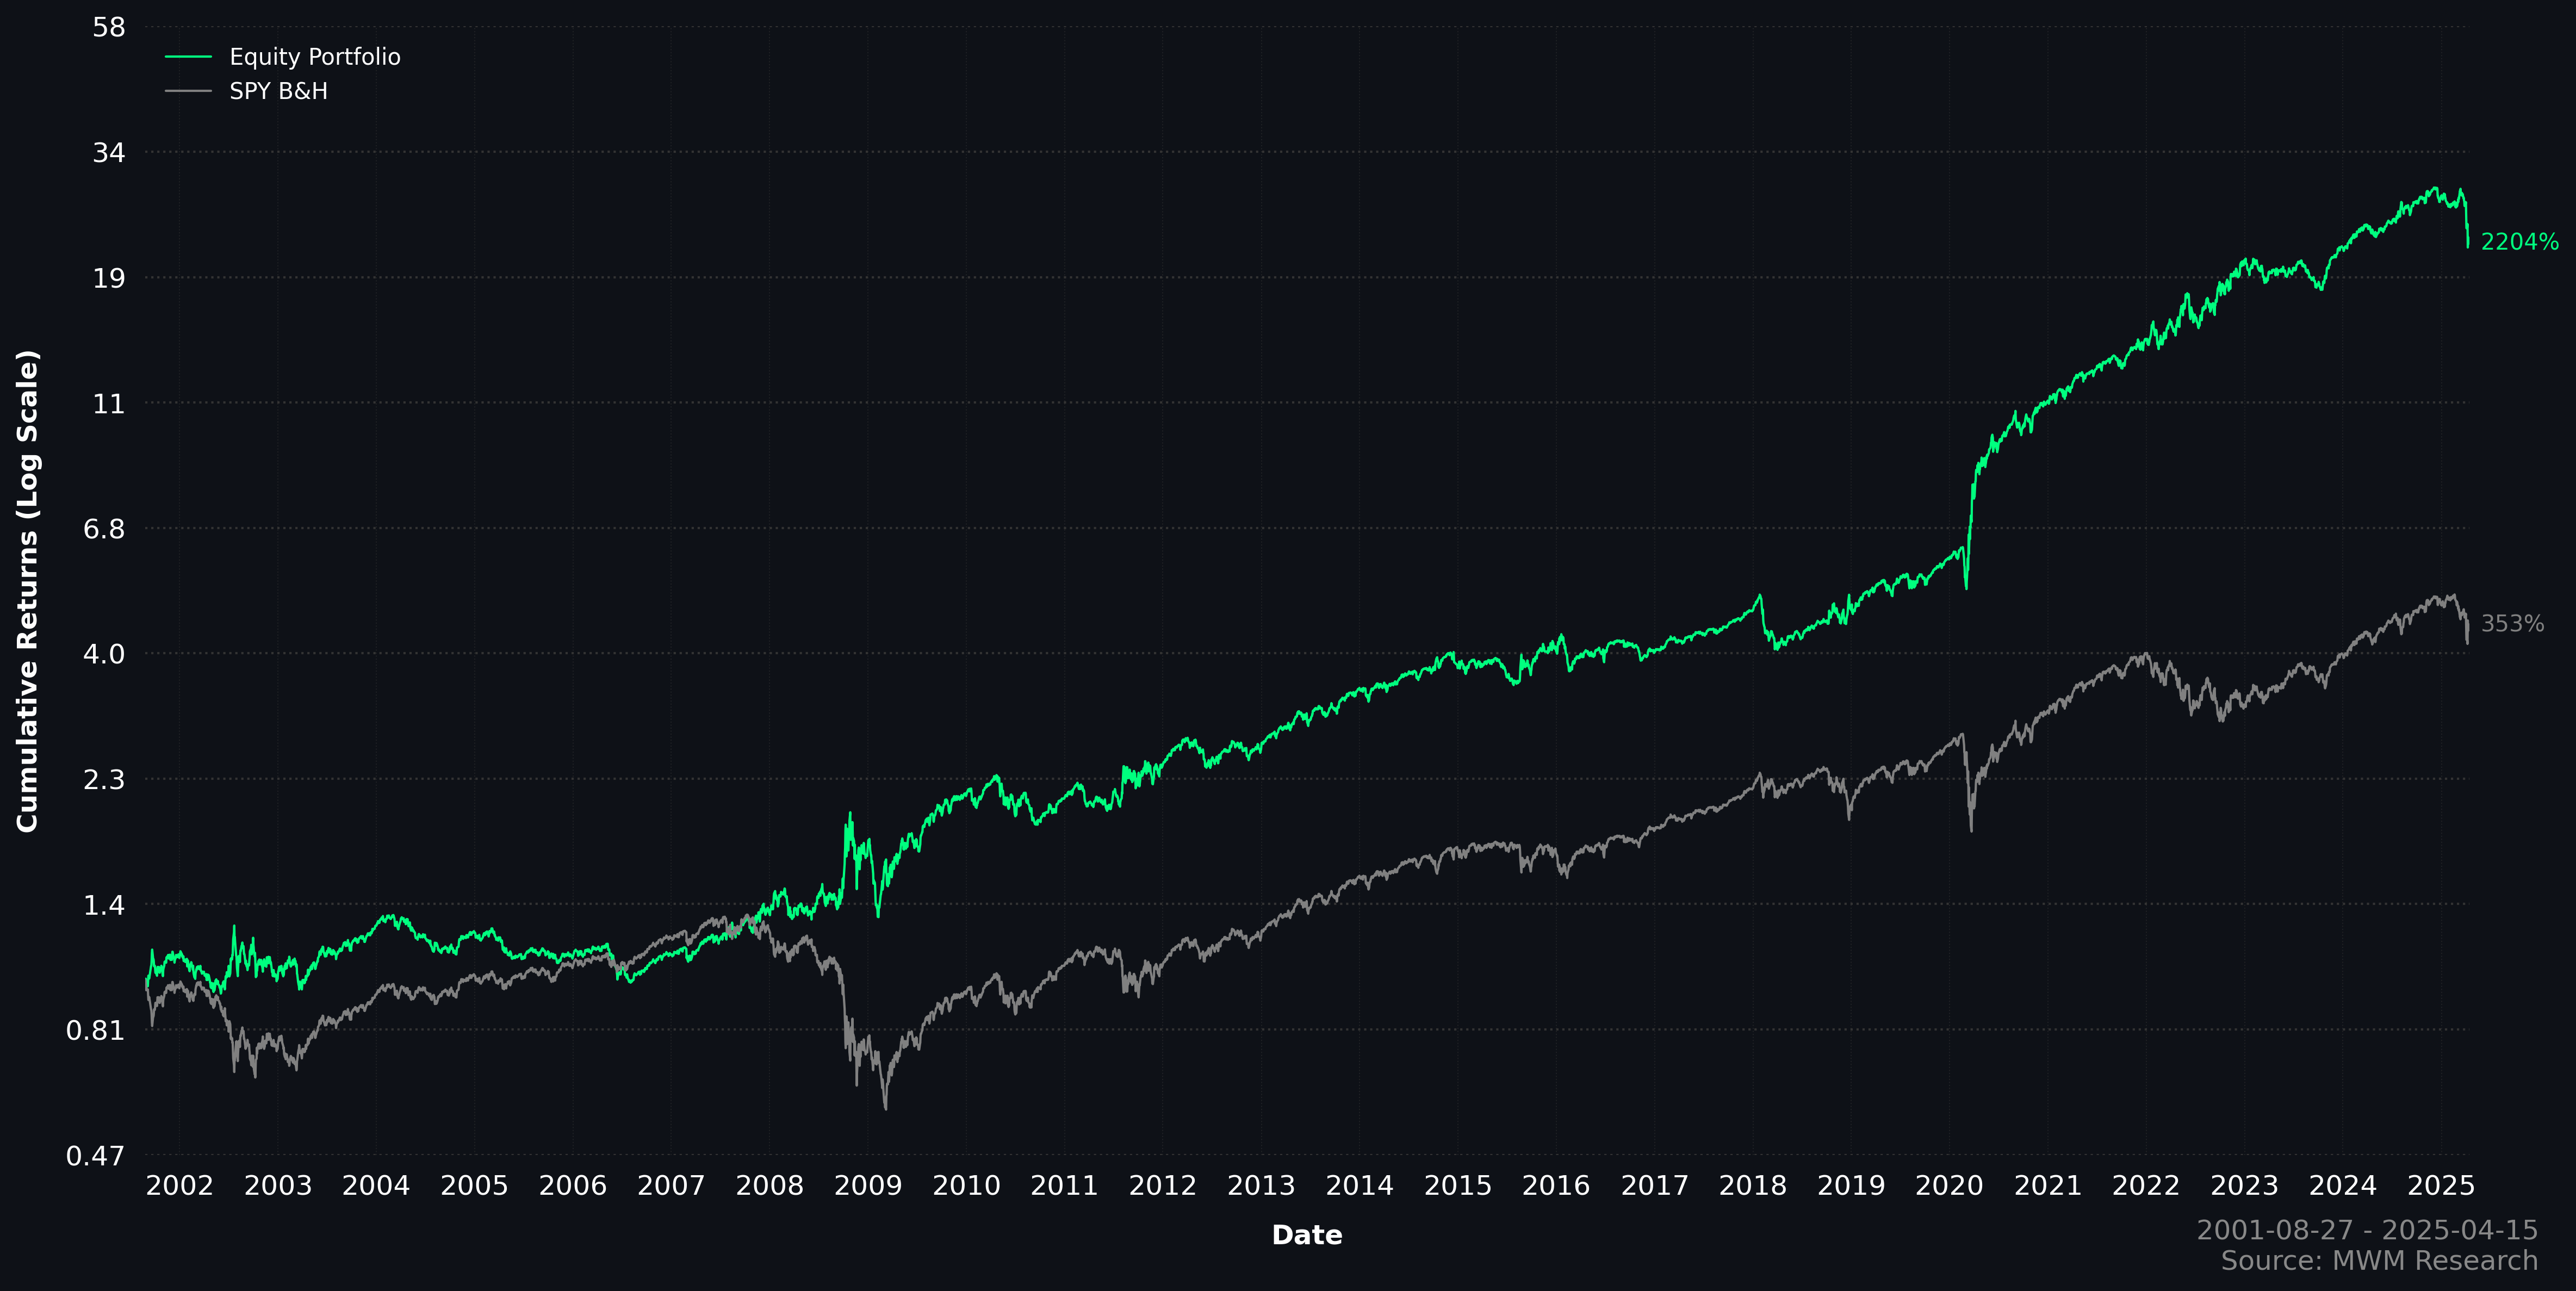 58
34
19
11
6.8
4.0
2.3
1.4
0.81
0.47
Cumulative Returns (Log Scale)
Equity Portfolio
SPY B&H
2204%
353%
2002 2003 2004 2005 2006 2007 2008 2009 2010 2011 2012 2013 2014 2015 2016 2017 2018 2019 2020 2021 2022 2023 2024 2025
Date
2001-08-27 - 2025-04-15
Source: MWM Research